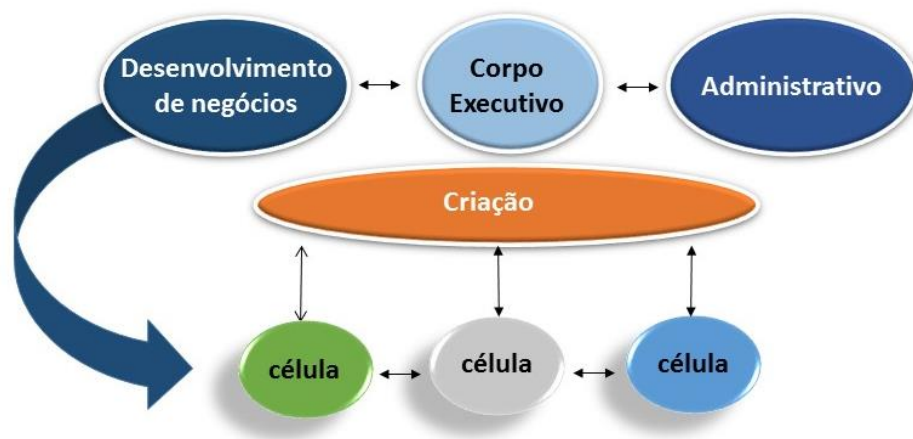 Desenvolvimento
de negócios
Corpo
Executivo
Administrativo
Criação
célula
célula
célula